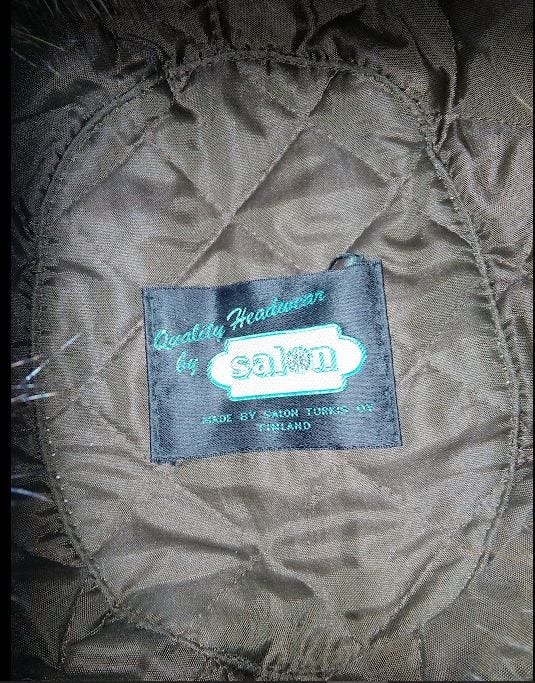 Quality Headwear
by
salon
MADE BY SALON TURKIS OY
FINLAND